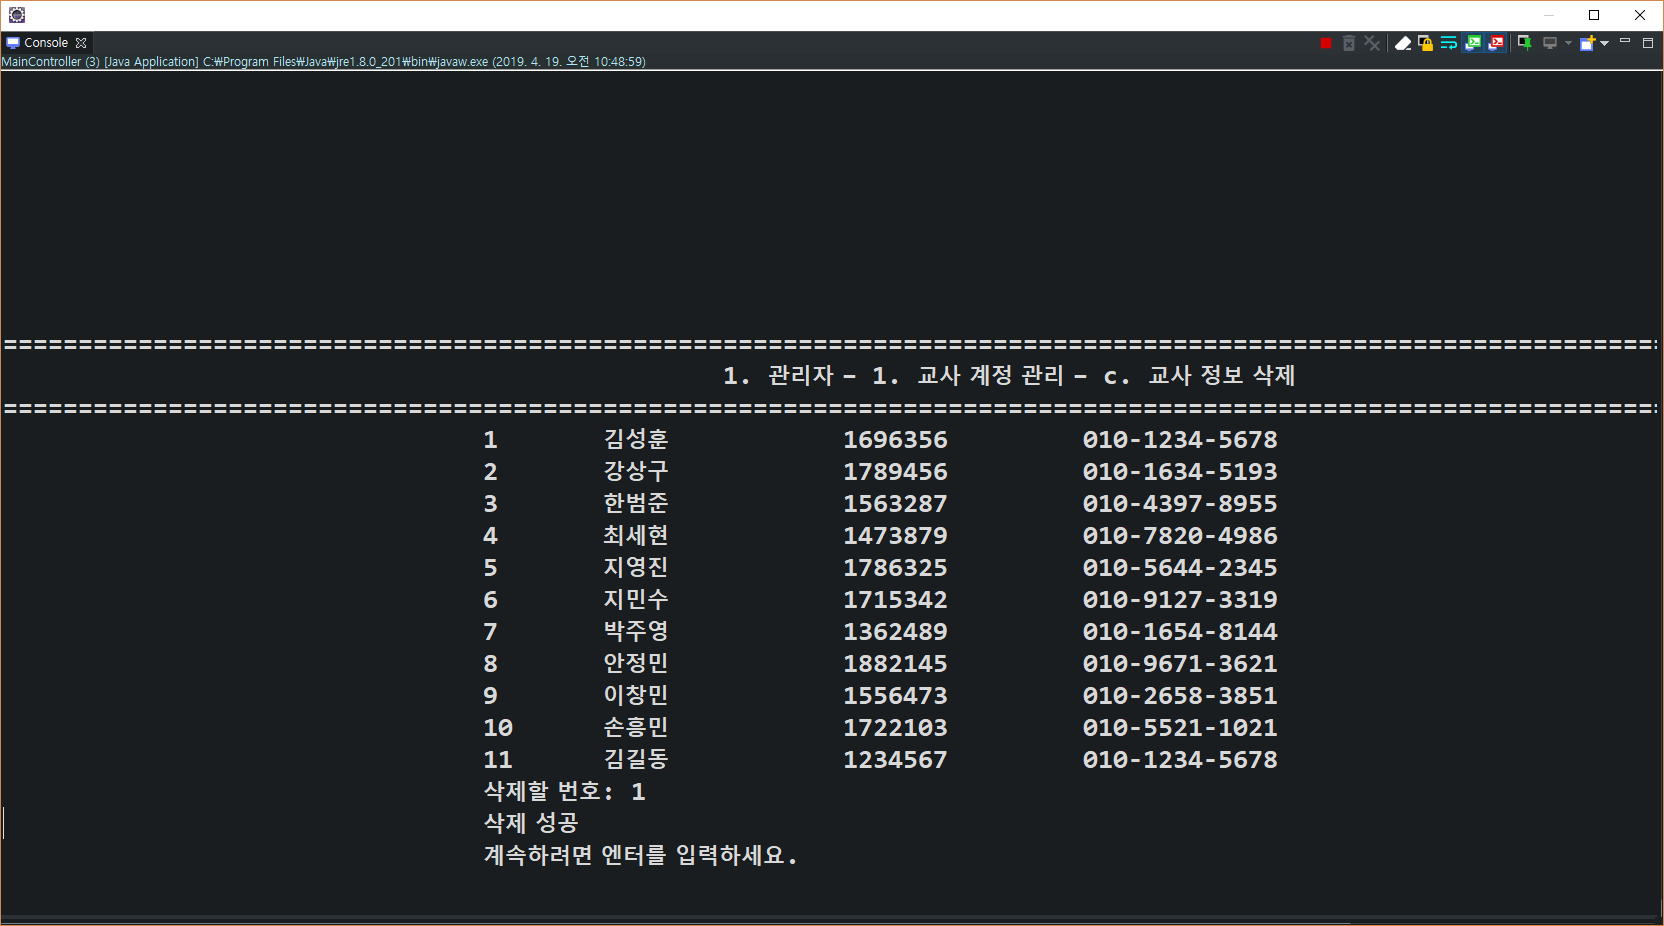 Console
MainController (3) [Java Application] C:₩Program Files₩Java₩jre1.8.0_201₩bin₩javaw.exe (2019. 4. 19. 오전 10:48:59)
==============================================================================================================
1. 관리자 - 1. 교사 계정 관리 - c. 교사 정보 삭제
==============================================================================================================
1 김성훈 1696356 010-1234-5678
2 강상구 1789456 010-1634-5193
3 한범준 1563287 010-4397-8955
4 최세현 1473879 010-7820-4986
5 지영진 1786325 010-5644-2345
6 지민수 1715342 010-9127-3319
7 박주영 1362489 010-1654-8144
8 안정민 1882145 010-9671-3621
9 이창민 1556473 010-2658-3851
10 손흥민 1722103 010-5521-1021
11 김길동 1234567 010-1234-5678
삭제할 번호: 1
삭제 성공
계속하려면 엔터를 입력하세요.